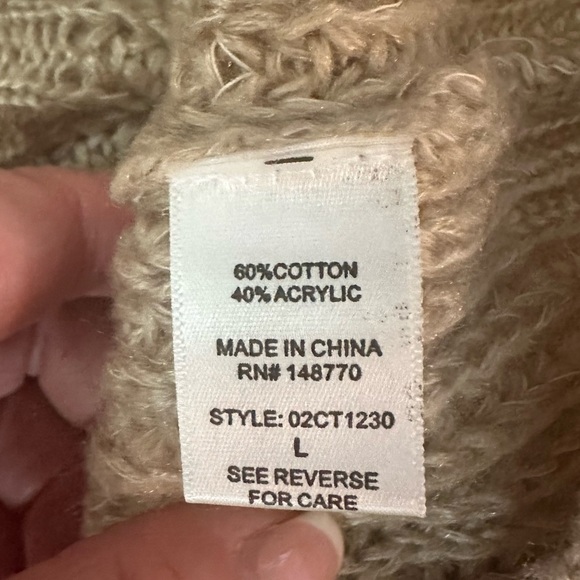 60%COTTON
40%ACRYLIC
MADE IN CHINA
RN# 148770
STYLE: 02CT1230
L
SEE REVERSE
FOR CARE